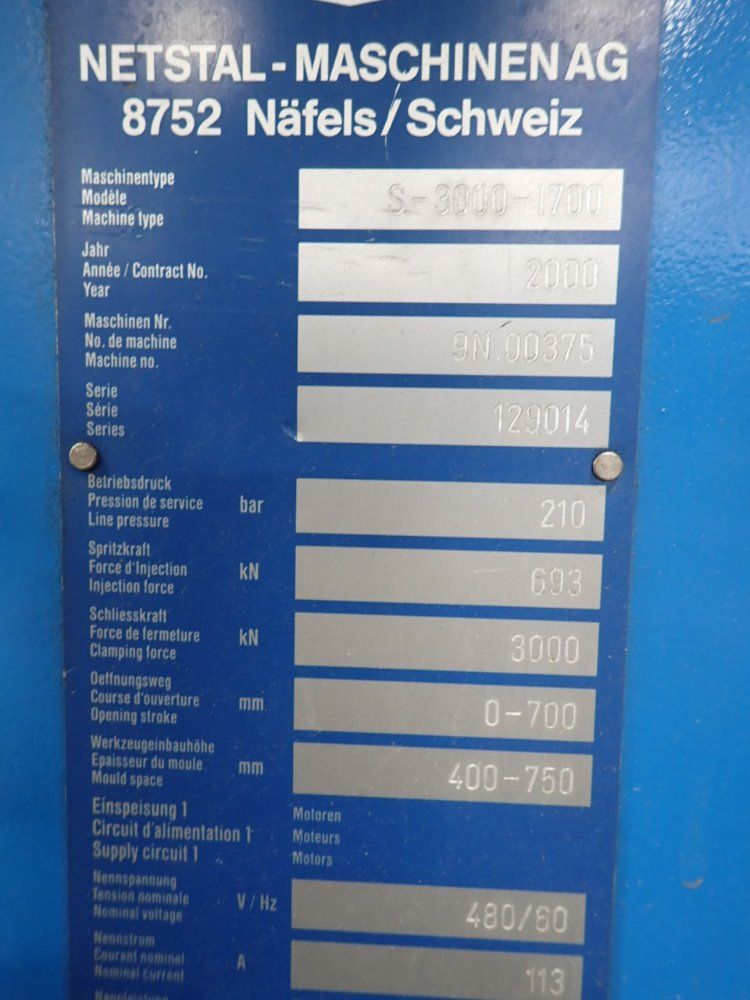 NETSTAL-MASCHINEN AG
8752 Näfels/Schweiz
Maschinentype
Modèle
Machine type
S-3000-1700
Jahr
Année / Contract No.
Year
2000
Maschinen Nr.
No. de machine
Machine no.
9N.00375
Serie
Série
Series
129014
Betriebsdruck
Pression de service bar
Line pressure
210
Spritzkraft
Force d'Injection kN
Injection force
693
Schliesskraft
Force de fermeture kN
Clamping force
3000
Oeffnungsweg
Course d'ouverture mm
Opening stroke
0-700
Werkzeugeinbauhöhe
Epaisseur du moule mm
Mould space
400-750
Einspeisung 1 Motoren
Circuit d'alimentation 1 Moteurs
Supply circuit 1 Motors
Nennspannung
Tension nominale V / Hz
Nominal voltage
480/60
Nennstrom
Courant nominal A
Nominal current
113
Nennleistung